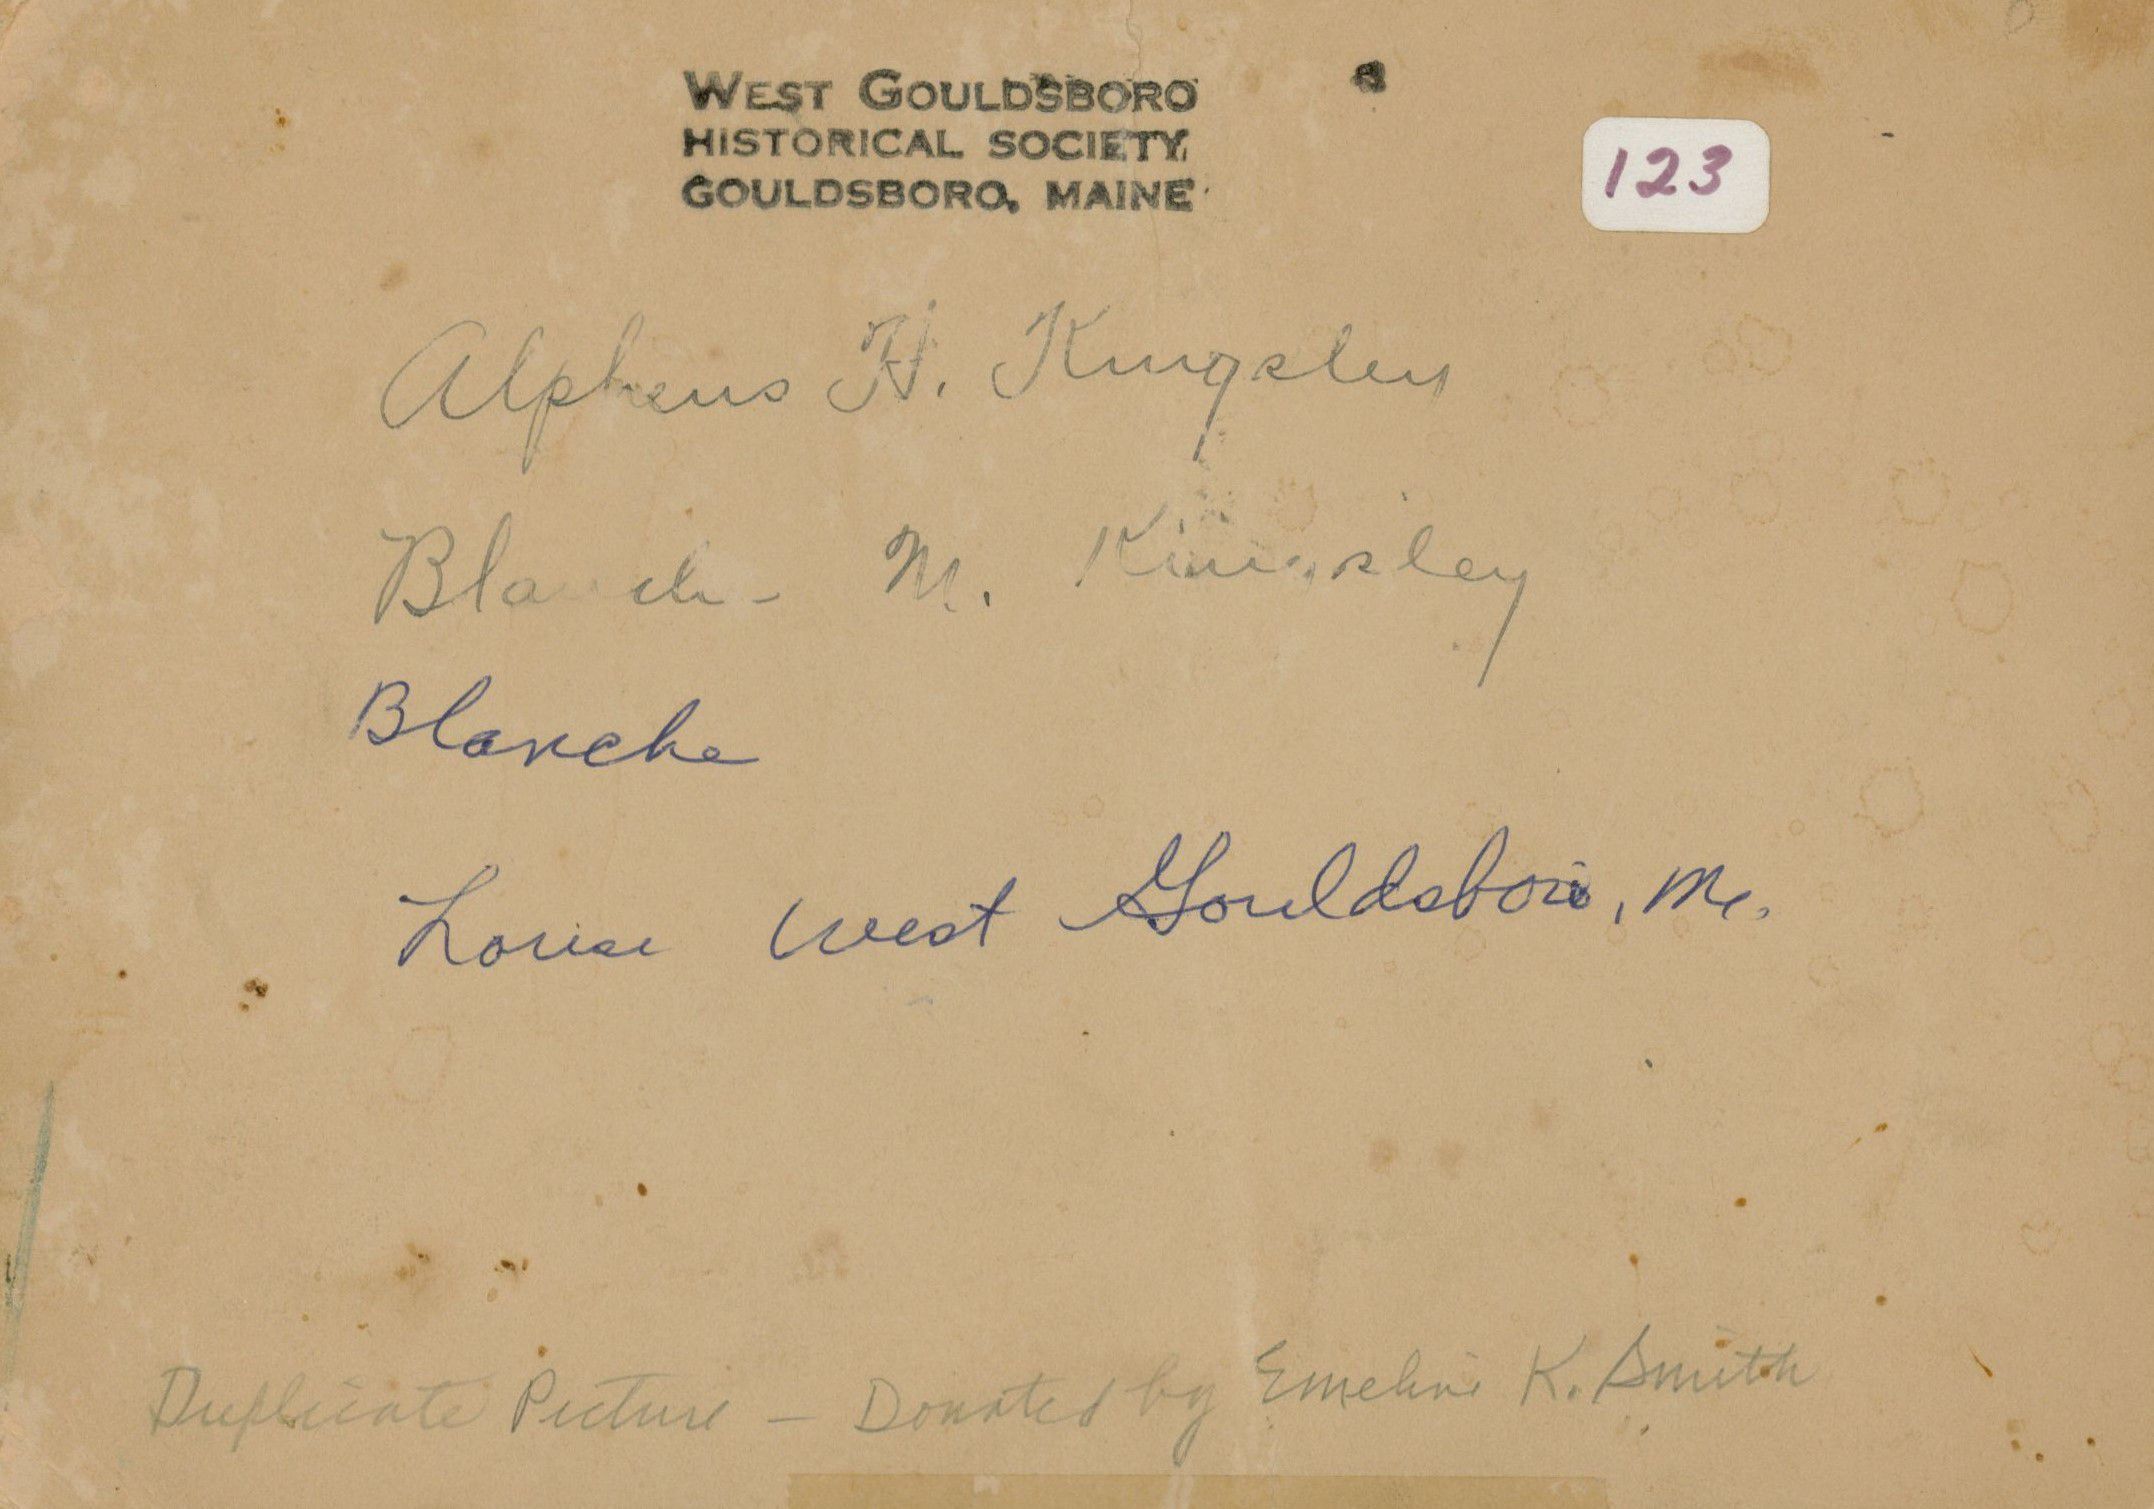 WEST GOULDSBORO
HISTORICAL SOCIETY
GOULDSBORO, MAINE
123
Alpheus H. Kingsley
Blanche M. Kingsley
Blanche
Louise West Gouldsboro, Me.
Duplicate Picture – Donated by Emeline K. Smith